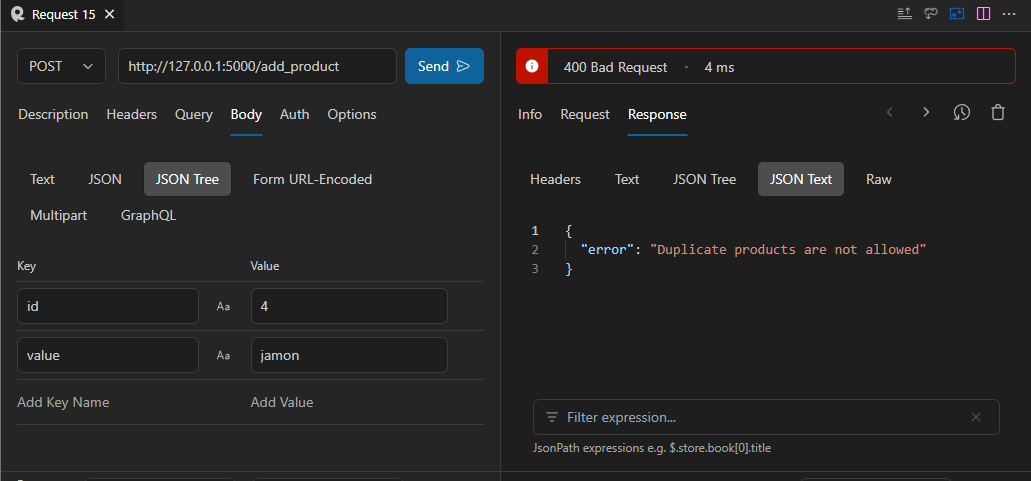 Request 15
POST
http://127.0.0.1:5000/add_product
Send
400 Bad Request · 4 ms
Description Headers Query Body Auth Options
Info Request Response
Text JSON JSON Tree Form URL-Encoded
Multipart GraphQL
Headers Text JSON Tree JSON Text Raw
Key Value
id Aa 4
value Aa jamon
Add Key Name Add Value
1 {
2 "error": "Duplicate products are not allowed"
3 }
Filter expression...
JsonPath expressions e.g. $.store.book[0].title